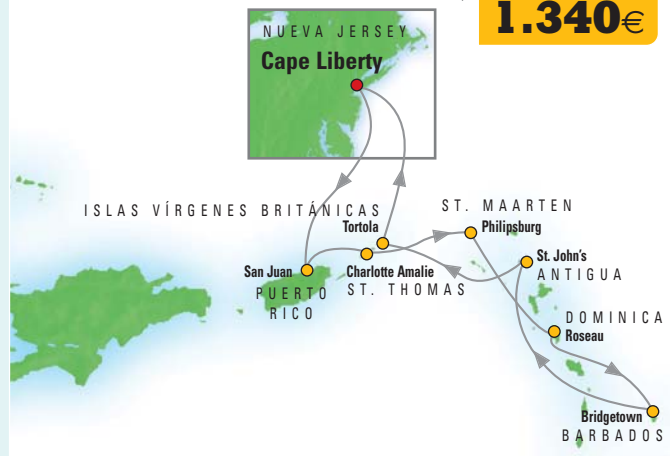 1.340€
NUEVA JERSEY
Cape Liberty
ISLAS VÍRGENES BRITÁNICAS
Tortola
ST. MAARTEN
Philipsburg
San Juan
PUERTO
RICO
Charlotte Amalie
ST. THOMAS
St. John's
ANTIGUA
DOMINICA
Roseau
Bridgetown
BARBADOS